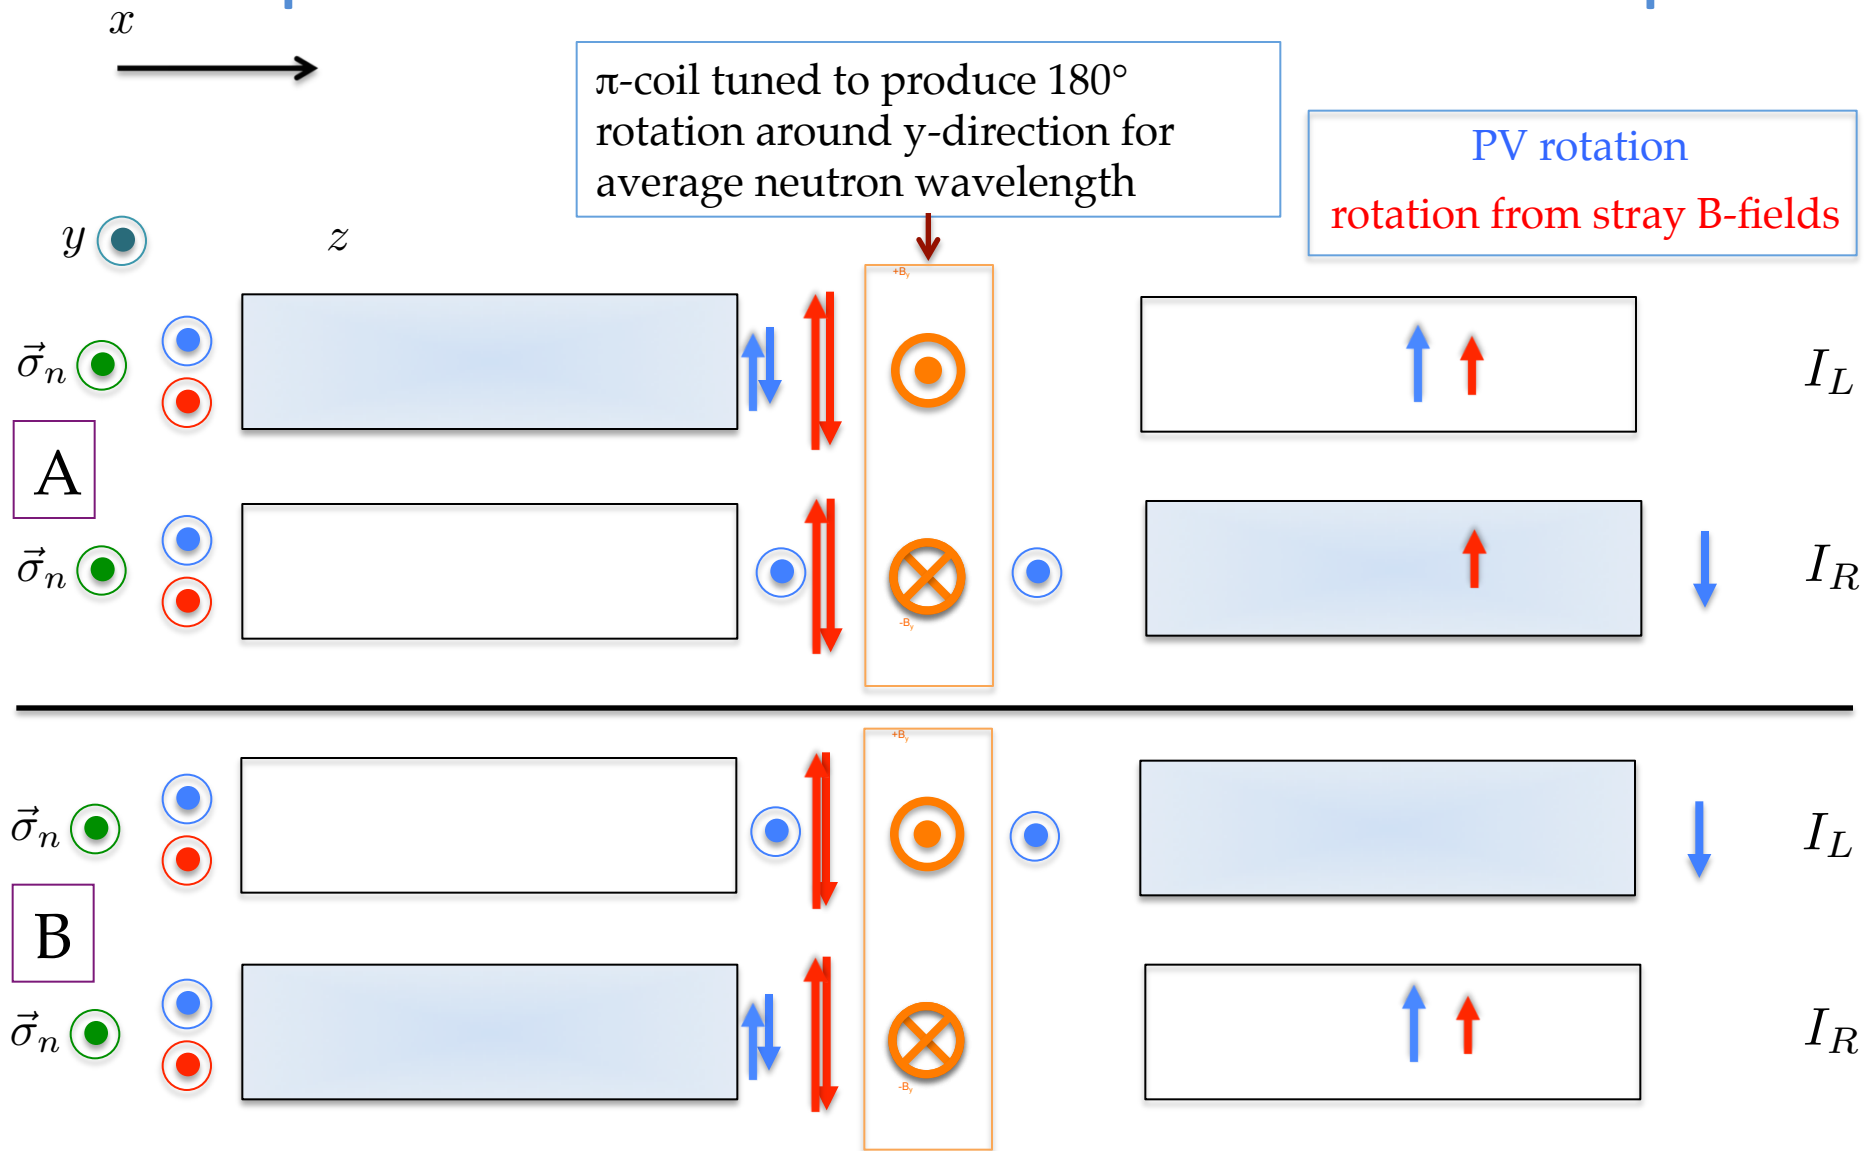 x
π-coil tuned to produce 180°
rotation around y-direction for
average neutron wavelength
PV rotation
rotation from stray B-fields
y
z
+By
σ⃗n
I_L
A
σ⃗n
I_R
-By
+By
σ⃗n
I_L
B
σ⃗n
I_R
-By